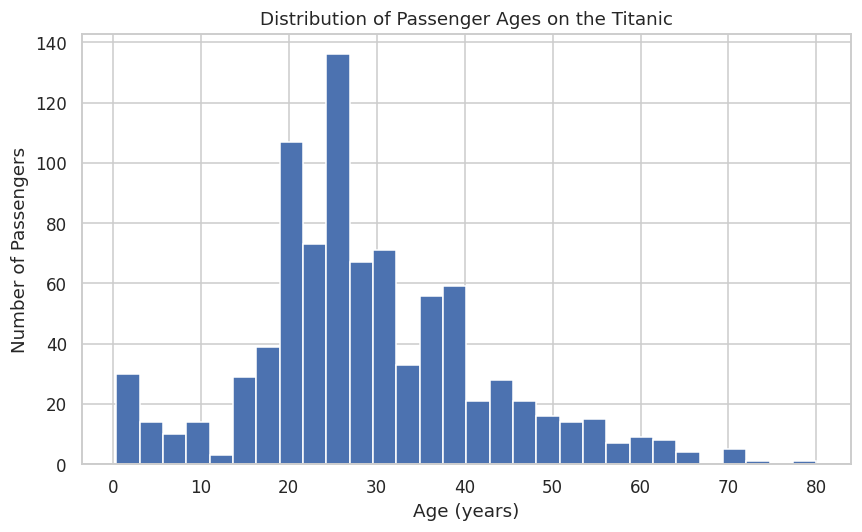 Distribution of Passenger Ages on the Titanic
140
120
100
80
60
40
20
0
Number of Passengers
0 10 20 30 40 50 60 70 80
Age (years)